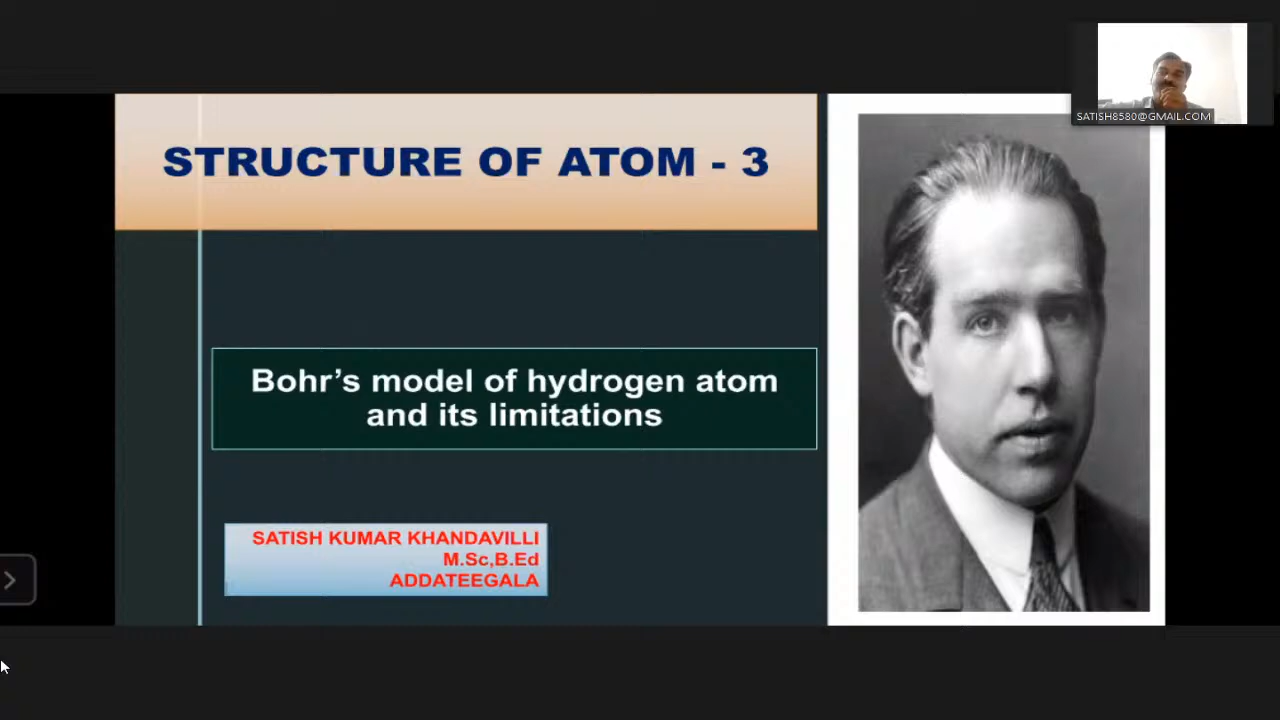 SATISH8580@GMAIL.COM
STRUCTURE OF ATOM - 3
Bohr's model of hydrogen atom
and its limitations
SATISH KUMAR KHANDAVILLI
M.Sc,B.Ed
ADDATEEGALA